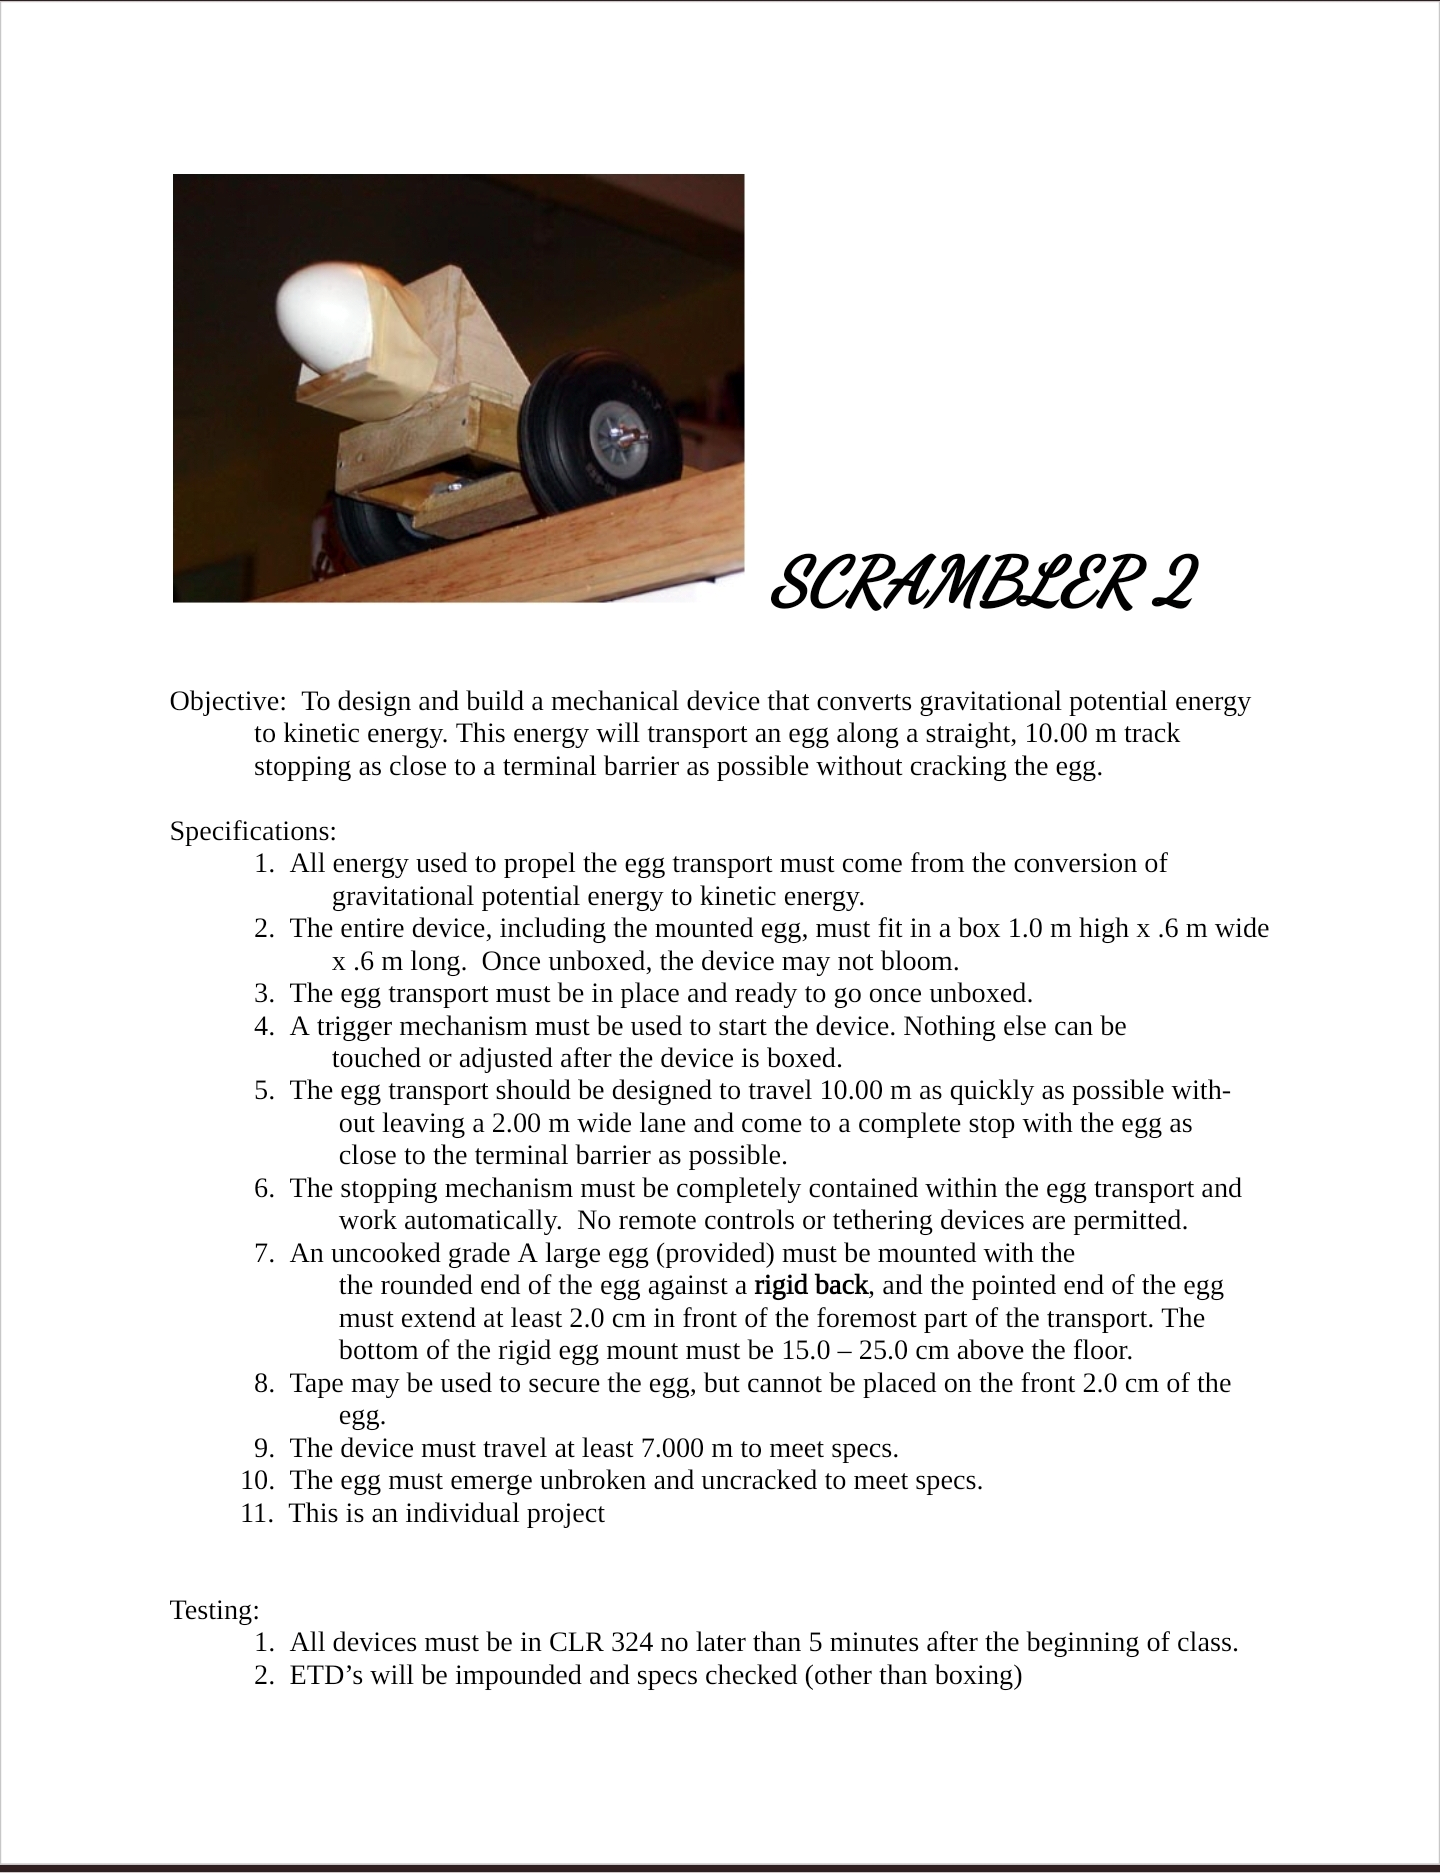 SCRAMBLER 2
Objective:  To design and build a mechanical device that converts gravitational potential energy
to kinetic energy. This energy will transport an egg along a straight, 10.00 m track
stopping as close to a terminal barrier as possible without cracking the egg.
Specifications:
1.  All energy used to propel the egg transport must come from the conversion of
gravitational potential energy to kinetic energy.
2.  The entire device, including the mounted egg, must fit in a box 1.0 m high x .6 m wide
x .6 m long.  Once unboxed, the device may not bloom.
3.  The egg transport must be in place and ready to go once unboxed.
4.  A trigger mechanism must be used to start the device. Nothing else can be
touched or adjusted after the device is boxed.
5.  The egg transport should be designed to travel 10.00 m as quickly as possible with-
out leaving a 2.00 m wide lane and come to a complete stop with the egg as
close to the terminal barrier as possible.
6.  The stopping mechanism must be completely contained within the egg transport and
work automatically.  No remote controls or tethering devices are permitted.
7.  An uncooked grade A large egg (provided) must be mounted with the
the rounded end of the egg against a rigid back, and the pointed end of the egg
must extend at least 2.0 cm in front of the foremost part of the transport. The
bottom of the rigid egg mount must be 15.0 – 25.0 cm above the floor.
8.  Tape may be used to secure the egg, but cannot be placed on the front 2.0 cm of the
egg.
9.  The device must travel at least 7.000 m to meet specs.
10.  The egg must emerge unbroken and uncracked to meet specs.
11.  This is an individual project
Testing:
1.  All devices must be in CLR 324 no later than 5 minutes after the beginning of class.
2.  ETD’s will be impounded and specs checked (other than boxing)